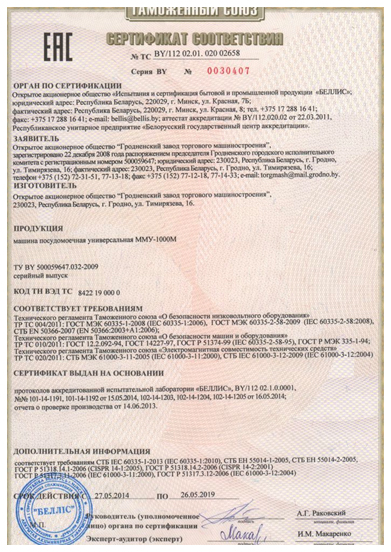 ТАМОЖЕННЫЙ СОЮЗ
ЕАС
СЕРТИФИКАТ СООТВЕТСТВИЯ
№ ТС BY/112 02.01. 020 02658
Серия BY № 0030407
ОРГАН ПО СЕРТИФИКАЦИИ
Открытое акционерное общество «Испытания и сертификация бытовой и промышленной продукции «БЕЛЛИС»;
юридический адрес: Республика Беларусь, 220029, г. Минск, ул. Красная, 7Б;
фактический адрес: Республика Беларусь, 220029, г. Минск, ул. Красная, 8; тел. +375 17 288 16 41;
факс: +375 17 288 16 41; e-mail: bellis@bellis.by; аттестат аккредитации № BY/112.020.02 от 22.03.2011,
Республиканское унитарное предприятие «Белорусский государственный центр аккредитации».
ЗАЯВИТЕЛЬ
Открытое акционерное общество «Гродненский завод торгового машиностроения»,
зарегистрировано 22 декабря 2008 года распоряжением председателя Гродненского городского исполнительного
комитета с регистрационным номером 500059647; юридический адрес: 230023, Республика Беларусь, г. Гродно,
ул. Тимирязева, 16; фактический адрес: 230023, Республика Беларусь, г. Гродно, ул. Тимирязева, 16;
телефон +375 (152) 72-31-51, 77-13-18; факс +375 (152) 77-12-18, 77-14-33; e-mail: torgmash@mail.grodno.by.
ИЗГОТОВИТЕЛЬ
Открытое акционерное общество «Гродненский завод торгового машиностроения»,
230023, Республика Беларусь, г. Гродно, ул. Тимирязева, 16.
ПРОДУКЦИЯ
машина посудомоечная универсальная ММУ-1000М
ТУ BY 500059647.032-2009
серийный выпуск
КОД ТН ВЭД ТС 8422 19 000 0
СООТВЕТСТВУЕТ ТРЕБОВАНИЯМ
Технического регламента Таможенного союза «О безопасности низковольтного оборудования»
ТР ТС 004/2011: ГОСТ МЭК 60335-1-2008 (IEC 60335-1:2006), ГОСТ МЭК 60335-2-58-2009 (IEC 60335-2-58:2008),
СТБ EN 50366-2007 (EN 50366:2003+A1:2006);
Технического регламента Таможенного союза «О безопасности машин и оборудования»
ТР ТС 010/2011: ГОСТ 12.2.092-94, ГОСТ 14227-97, ГОСТ Р 51374-99 (IEC 60335-2-58-95), ГОСТ Р МЭК 335-1-94;
Технического регламента Таможенного союза «Электромагнитная совместимость технических средств»
ТР ТС 020/2011: СТБ МЭК 61000-3-11-2005 (IEC 61000-3-11:2000), СТБ IEC 61000-3-12-2009 (IEC 61000-3-12:2004)
СЕРТИФИКАТ ВЫДАН НА ОСНОВАНИИ
протоколов аккредитованной испытательной лаборатории «БЕЛЛИС», BY/112 02.1.0.0001,
№№ 101-14-1191, 101-14-1192 от 15.05.2014, 102-14-1203, 102-14-1204, 102-14-1205 от 16.05.2014;
отчета о проверке производства от 14.06.2013.
ДОПОЛНИТЕЛЬНАЯ ИНФОРМАЦИЯ
соответствует требованиям СТБ IEC 60335-1-2013 (IEC 60335-1:2010), СТБ ЕН 55014-1-2005, СТБ ЕН 55014-2-2005,
ГОСТ Р 51318.14.1-2006 (CISPR 14-1:2005), ГОСТ Р 51318.14.2-2006 (CISPR 14-2:2001)
ГОСТ Р 51317.3.11-2006 (IEC 61000-3-11:2000), ГОСТ Р 51317.3.12-2006 (IEC 61000-3-12:2004)
СРОК ДЕЙСТВИЯ С 27.05.2014 ПО 26.05.2019
БЕЛЛІС
М.П.
Руководитель (уполномоченное
лицо) органа по сертификации
А.Г. Раковский
Эксперт-аудитор (эксперт)
И.М. Макаренко